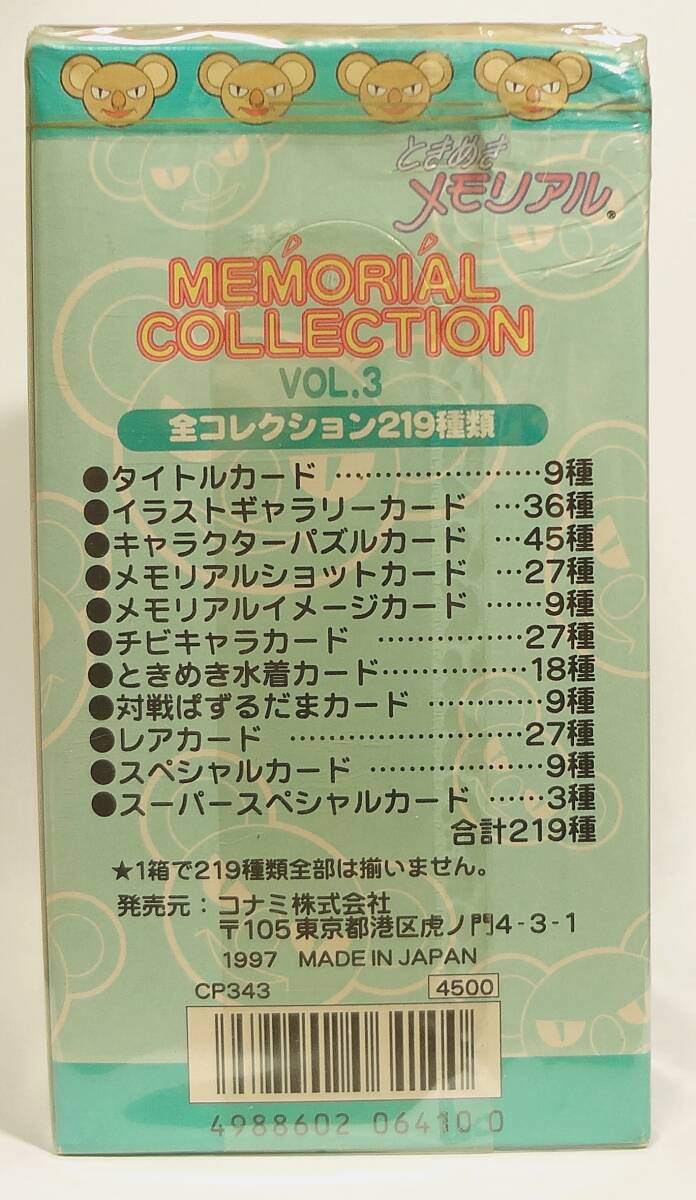 ときめき
メモリアル®
MEMORIAL
COLLECTION
VOL.3
全コレクション219種類
●タイトルカード …………………9種
●イラストギャラリーカード …36種
●キャラクターパズルカード …45種
●メモリアルショットカード …27種
●メモリアルイメージカード ……9種
●チビキャラカード ……………27種
●ときめき水着カード……………18種
●対戦ぱずるだまカード …………9種
●レアカード ……………………27種
●スペシャルカード ………………9種
●スーパースペシャルカード ……3種
合計219種
★1箱で219種類全部は揃いません。
発売元：コナミ株式会社
〒105東京都港区虎ノ門4-3-1
1997 MADE IN JAPAN
CP343 4500
4988602 064100